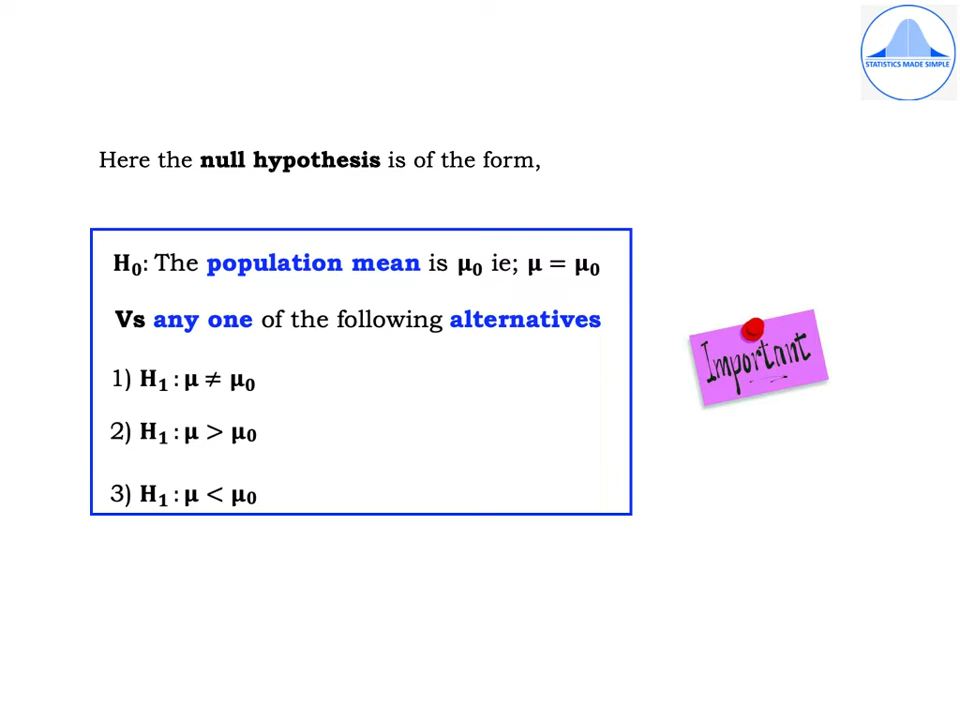 STATISTICS MADE SIMPLE
Here the null hypothesis is of the form,
H₀: The population mean is μ₀ ie; μ = μ₀
Vs any one of the following alternatives
1) H₁ : μ ≠ μ₀
Important
2) H₁ : μ > μ₀
3) H₁ : μ < μ₀